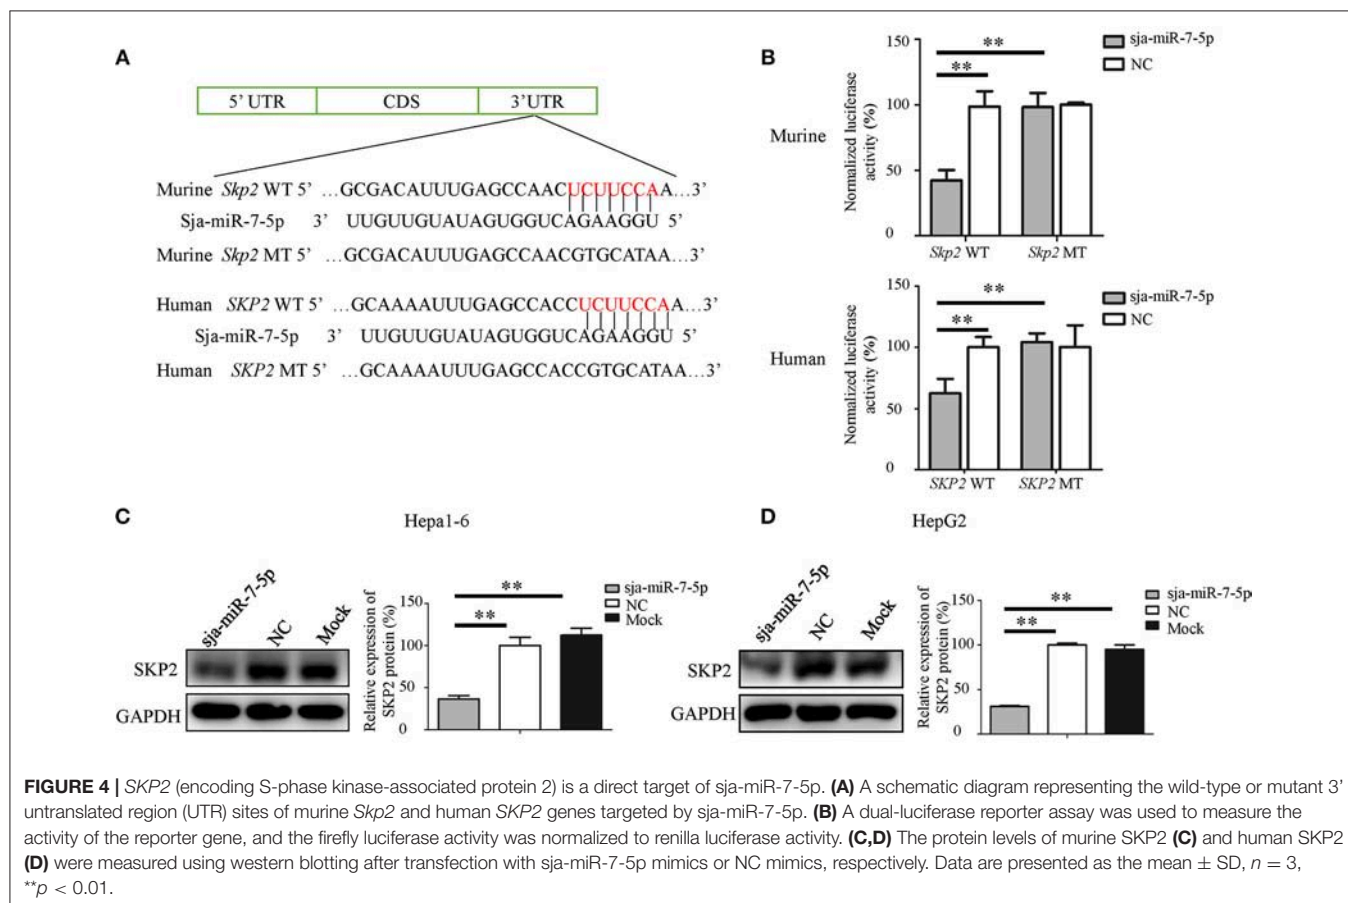 A
5' UTR CDS 3'UTR
Murine Skp2 WT 5' …GCGACAUUUGAGCCAACUCUUCCAA…3'
Sja-miR-7-5p 3' UUGUUGUAUAGUGGUCAGAAGGU 5'
Murine Skp2 MT 5' …GCGACAUUUGAGCCAACGTGCATAA…3'
Human SKP2 WT 5' …GCAAAAUUUGAGCCACCUCUUCCAA…3'
Sja-miR-7-5p UUGUUGUAUAGUGGUCAGAAGGU 5'
Human SKP2 MT 5' …GCAAAAUUUGAGCCACCGTGCATAA…3'
B
Murine
Normalized luciferase
activity (%)
150
100
50
0
**
**
sja-miR-7-5p
NC
Skp2 WT Skp2 MT
Human
Normalized luciferase
activity (%)
150
100
50
0
**
**
sja-miR-7-5p
NC
SKP2 WT SKP2 MT
C
Hepa1-6
sja-miR-7-5p NC Mock
SKP2
GAPDH
Relative expression of
SKP2 protein (%)
150
100
50
0
**
**
sja-miR-7-5p
NC
Mock
D
HepG2
sja-miR-7-5p NC Mock
SKP2
GAPDH
Relative expression of
SKP2 protein (%)
150
100
50
0
**
**
sja-miR-7-5p
NC
Mock
FIGURE 4 | SKP2 (encoding S-phase kinase-associated protein 2) is a direct target of sja-miR-7-5p. (A) A schematic diagram representing the wild-type or mutant 3'
untranslated region (UTR) sites of murine Skp2 and human SKP2 genes targeted by sja-miR-7-5p. (B) A dual-luciferase reporter assay was used to measure the
activity of the reporter gene, and the firefly luciferase activity was normalized to renilla luciferase activity. (C,D) The protein levels of murine SKP2 (C) and human SKP2
(D) were measured using western blotting after transfection with sja-miR-7-5p mimics or NC mimics, respectively. Data are presented as the mean ± SD, n = 3,
**p < 0.01.